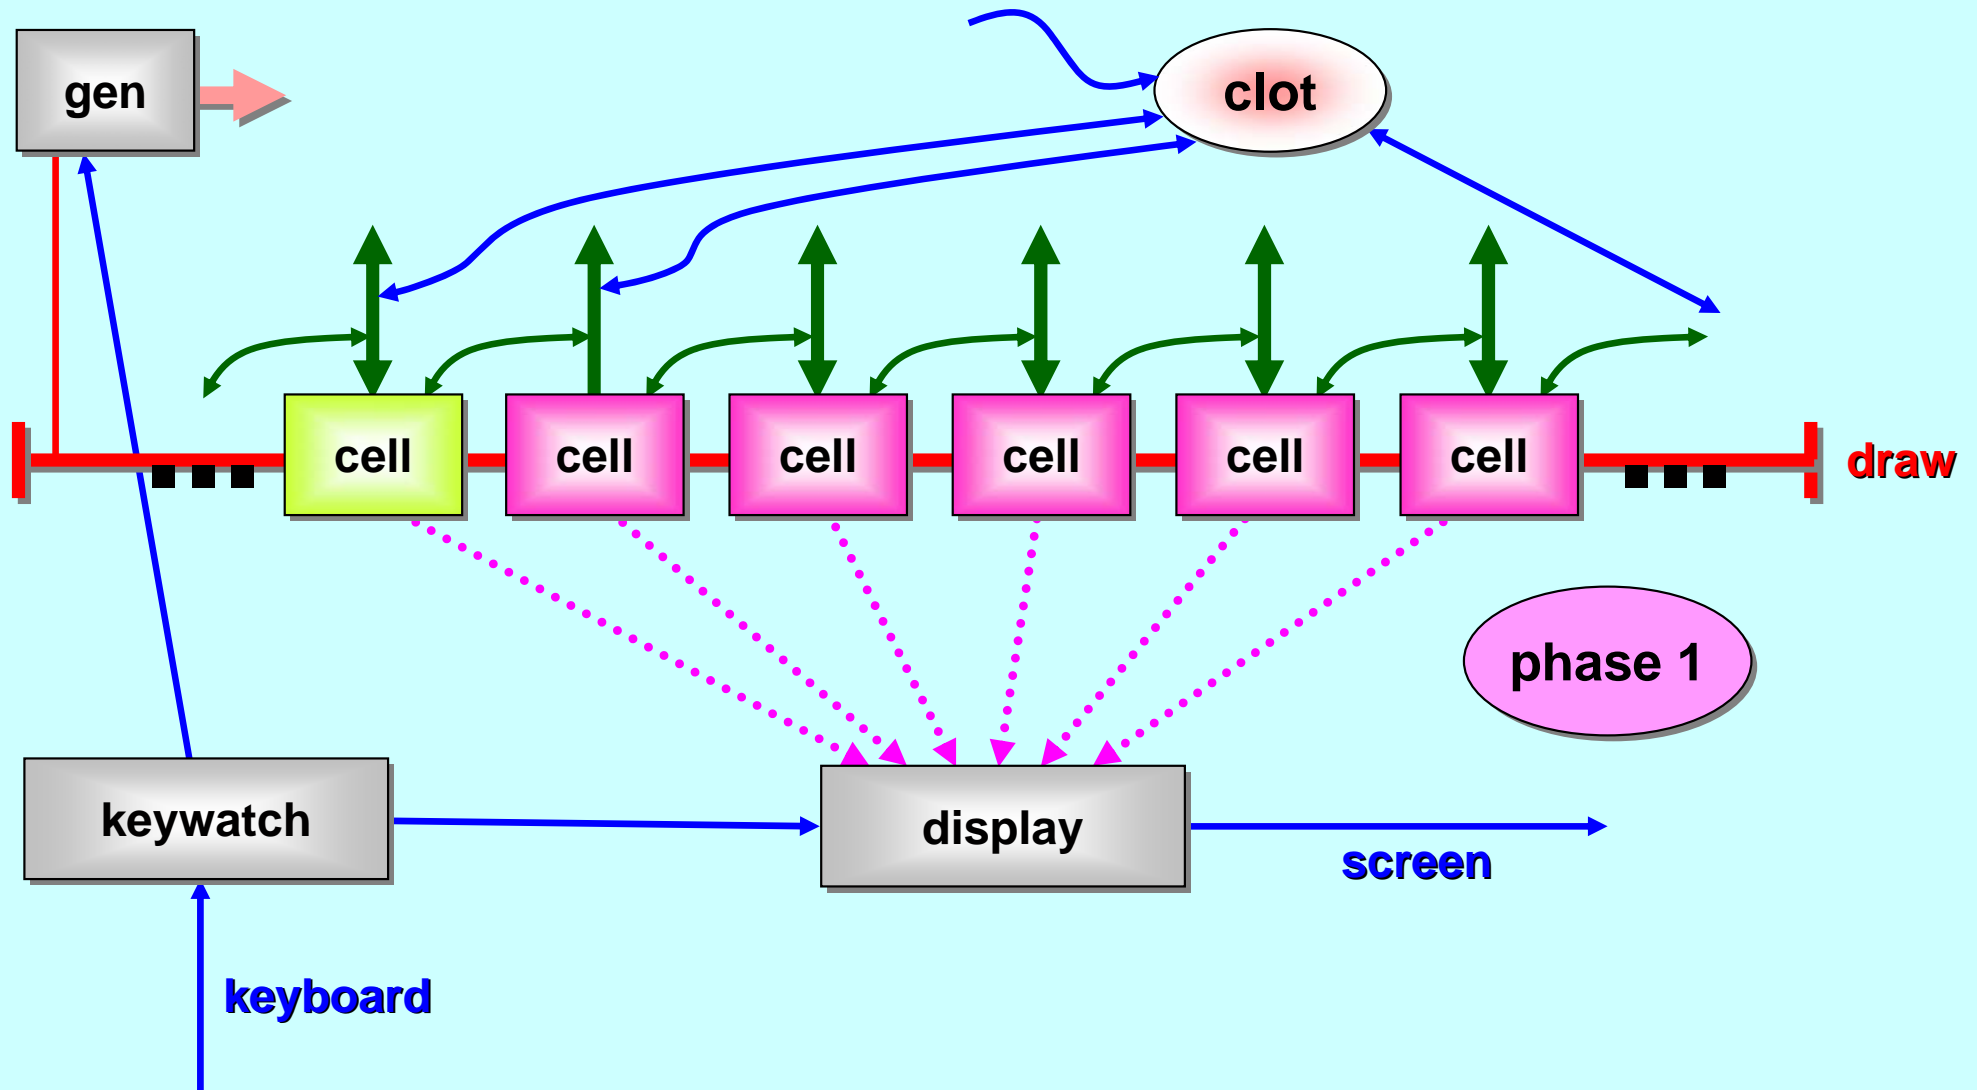 gen
clot
cell
cell
cell
cell
cell
cell
draw
phase 1
keywatch
display
screen
keyboard